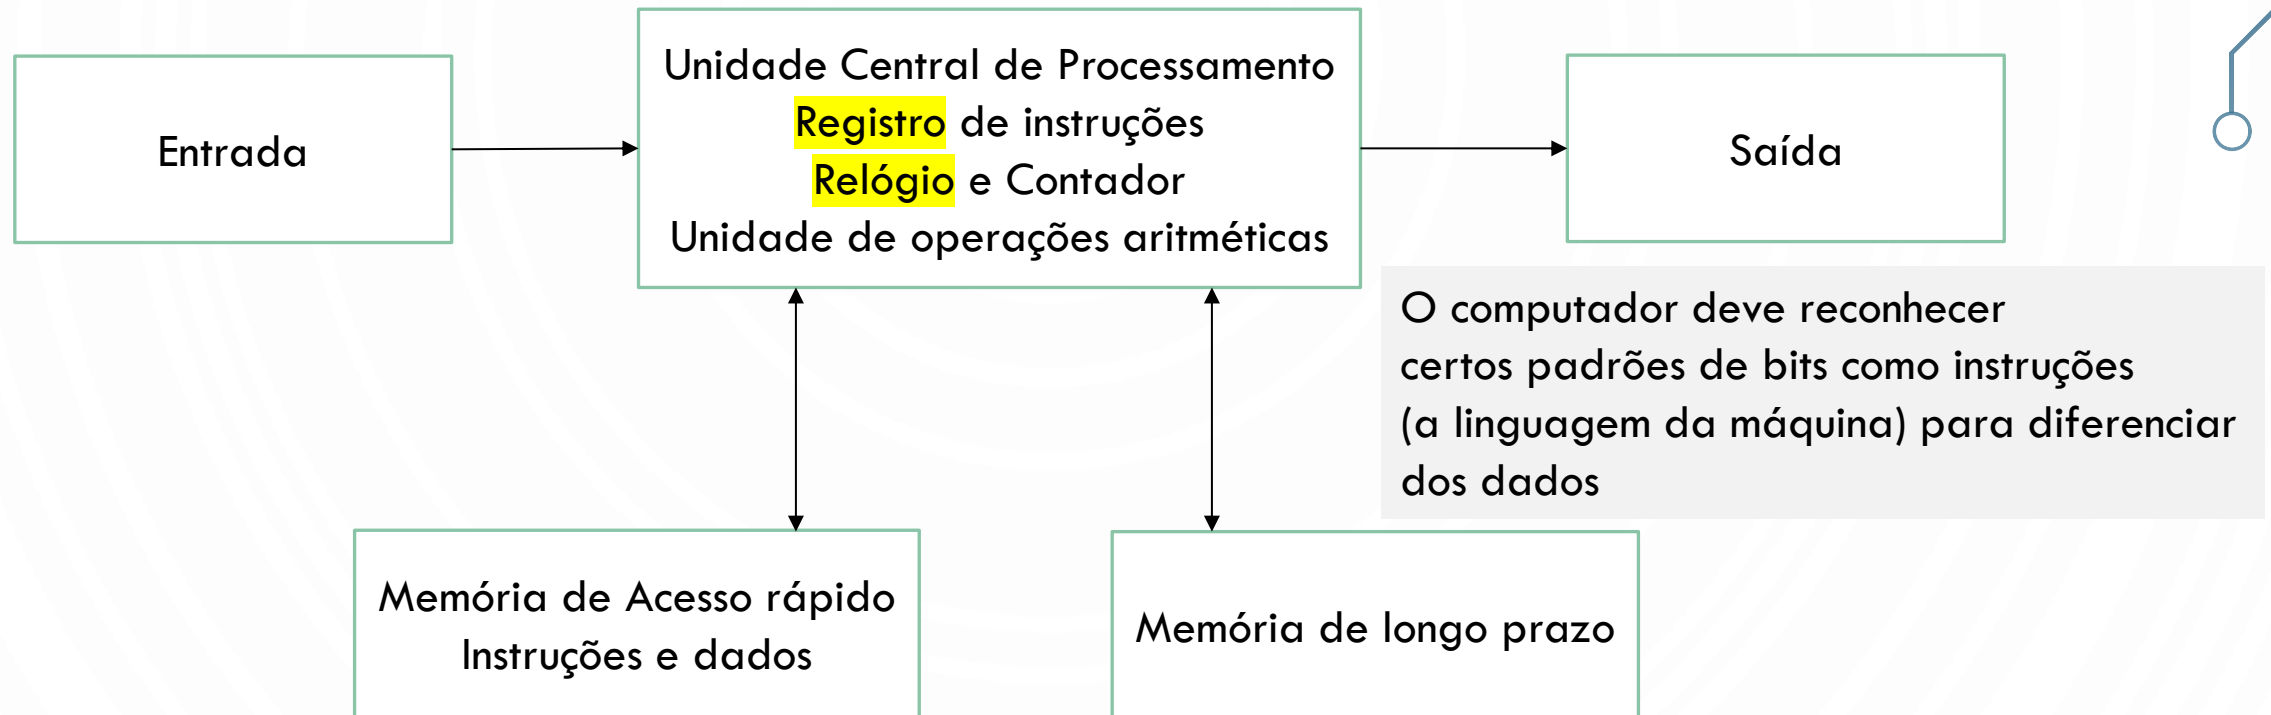 Entrada
Unidade Central de Processamento
Registro de instruções
Relógio e Contador
Unidade de operações aritméticas
Saída
O computador deve reconhecer
certos padrões de bits como instruções
(a linguagem da máquina) para diferenciar
dos dados
Memória de Acesso rápido
Instruções e dados
Memória de longo prazo